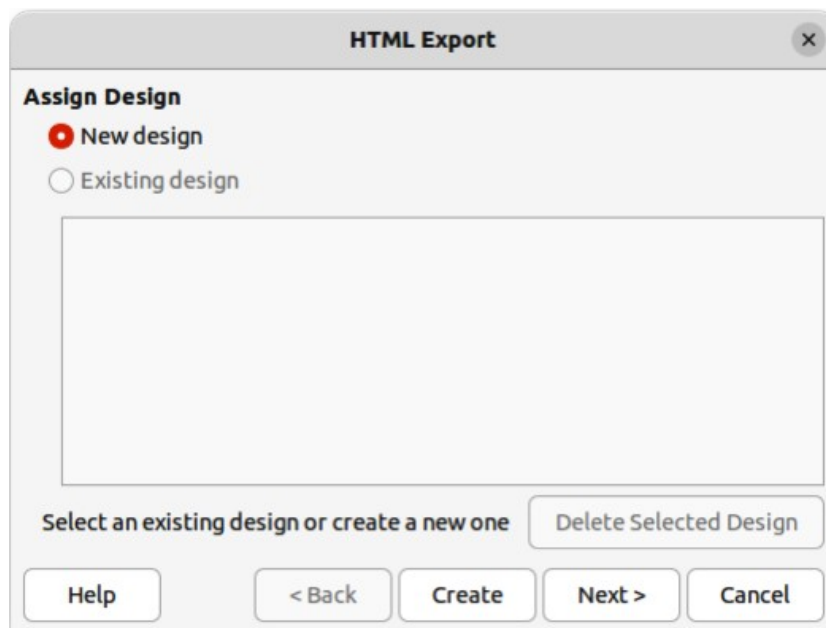 HTML Export
Assign Design
New design
Existing design
Select an existing design or create a new one Delete Selected Design
Help < Back Create Next > Cancel